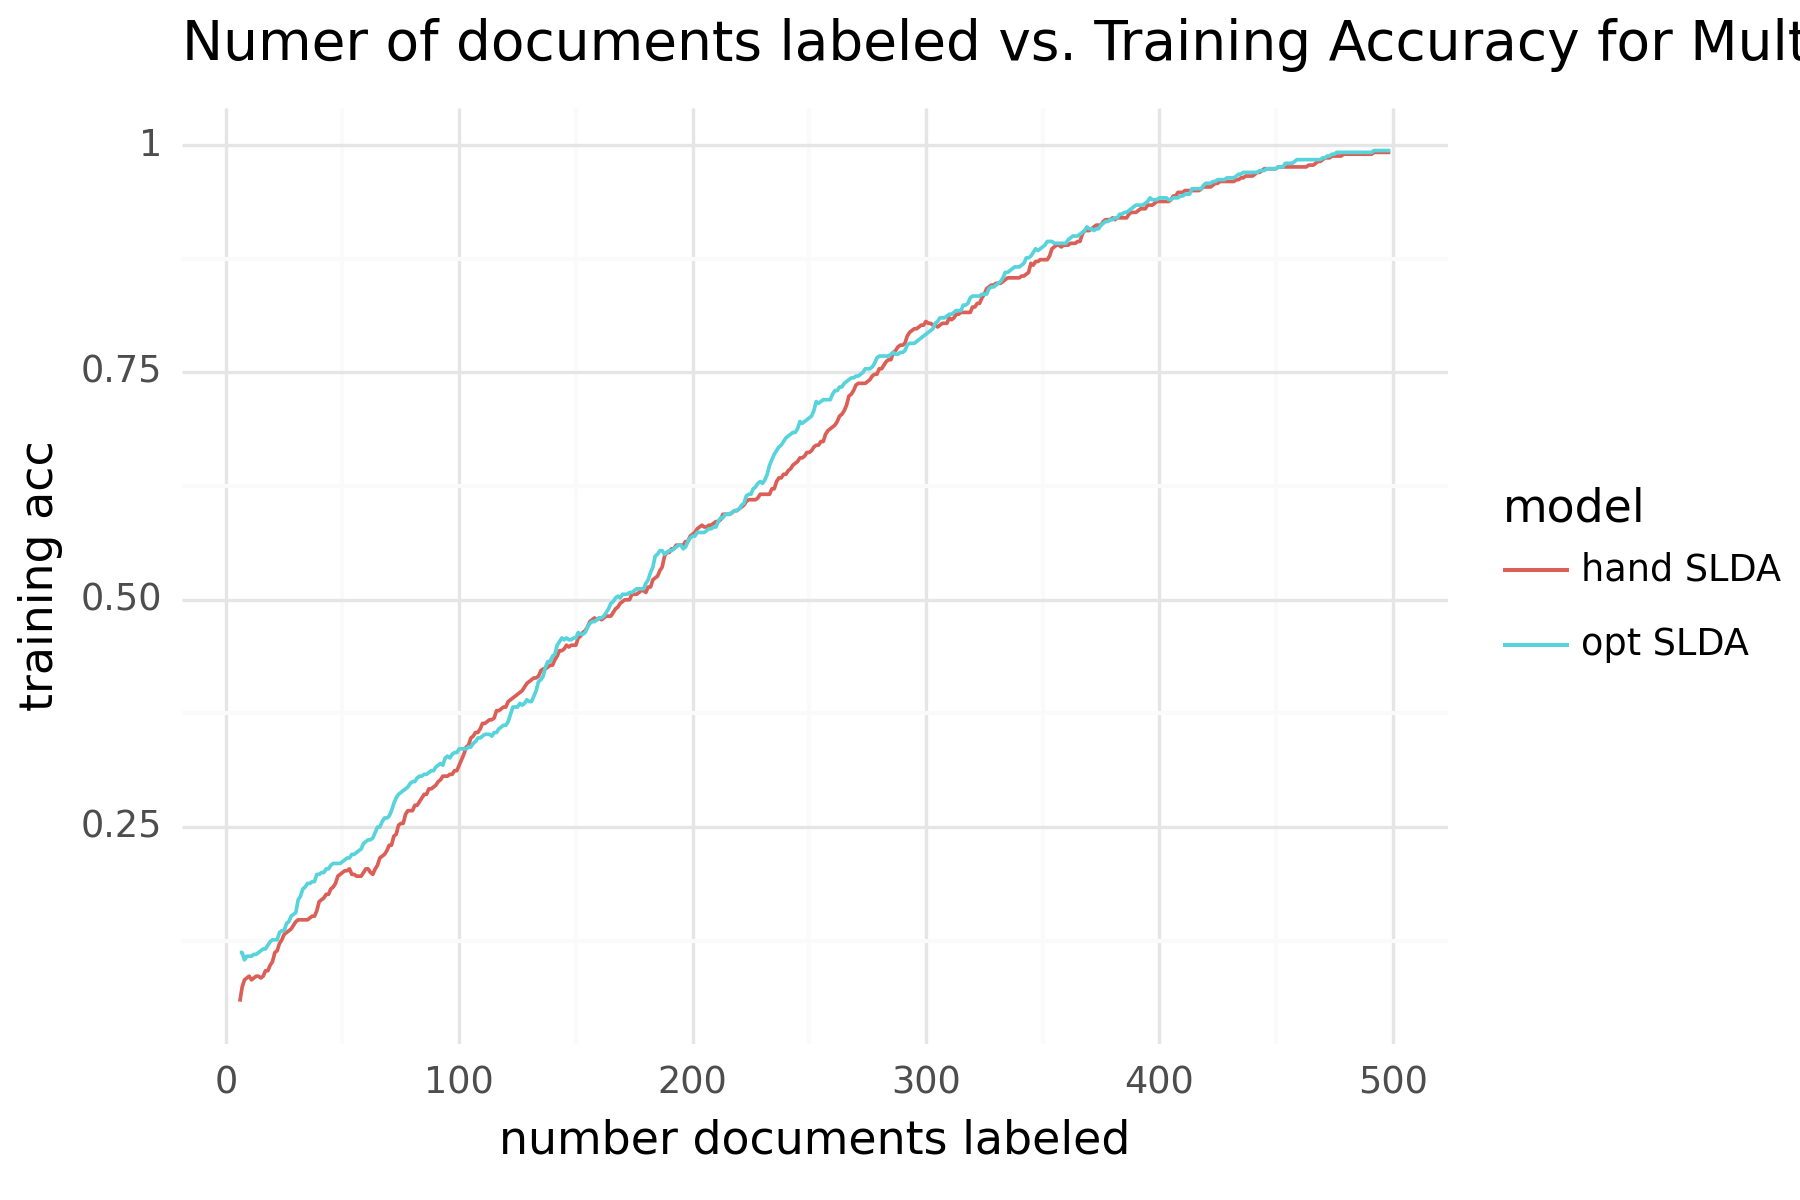 Numer of documents labeled vs. Training Accuracy for Mult
1
0.75
0.50
0.25
training acc
0 100 200 300 400 500
number documents labeled
model
hand SLDA
opt SLDA